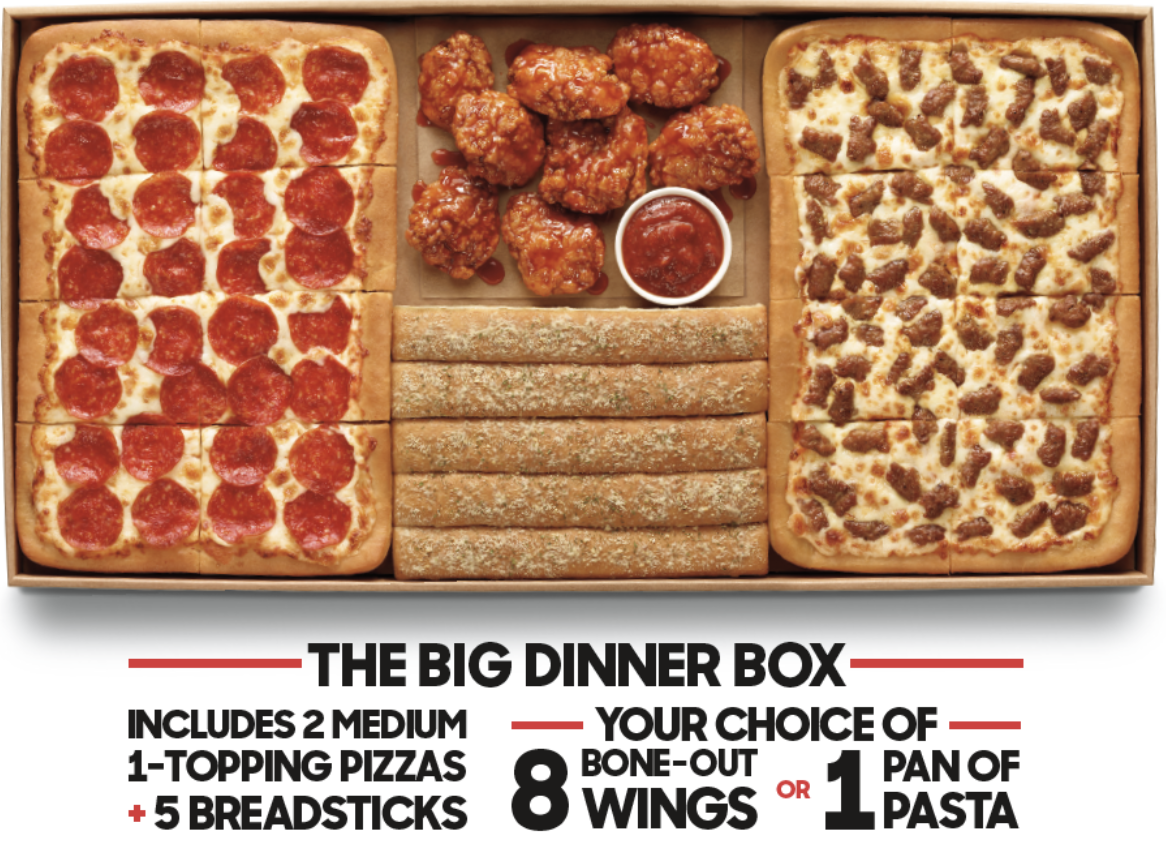 THE BIG DINNER BOX
INCLUDES 2 MEDIUM
1-TOPPING PIZZAS
+ 5 BREADSTICKS
YOUR CHOICE OF
8 BONE-OUT WINGS OR 1 PAN OF PASTA